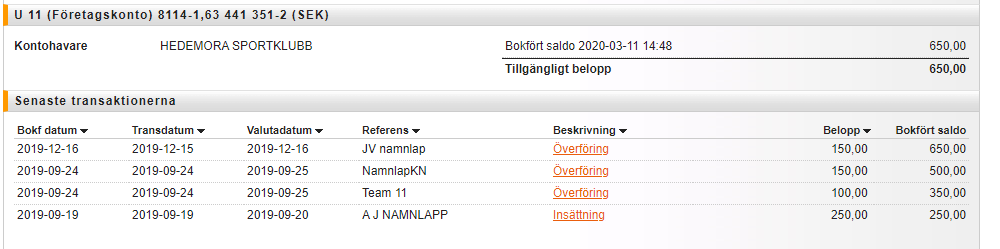 U 11 (Företagskonto) 8114-1,63 441 351-2 (SEK)
Kontohavare HEDEMORA SPORTKLUBB Bokfört saldo 2020-03-11 14:48 650,00
Tillgängligt belopp 650,00
Senaste transaktionerna
Bokf datum Transdatum Valutadatum Referens Beskrivning Belopp Bokfört saldo
2019-12-16 2019-12-15 2019-12-16 JV namnlap Överföring 150,00 650,00
2019-09-24 2019-09-24 2019-09-25 NamnlapKN Överföring 150,00 500,00
2019-09-24 2019-09-24 2019-09-25 Team 11 Överföring 100,00 350,00
2019-09-19 2019-09-19 2019-09-20 A J NAMNLAPP Insättning 250,00 250,00